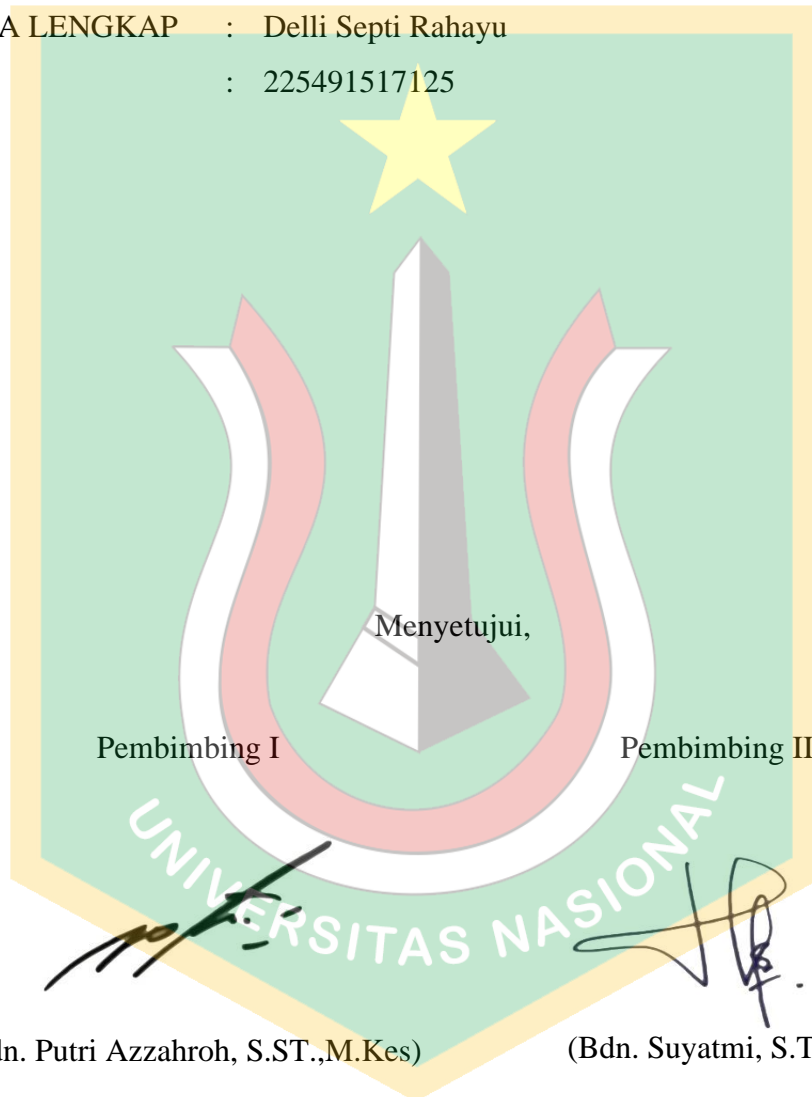 A LENGKAP : Delli Septi Rahayu
: 225491517125
Menyetujui,
Pembimbing I Pembimbing II
UNIVERSITAS NASIONAL
dn. Putri Azzahroh, S.ST.,M.Kes) (Bdn. Suyatmi, S.T